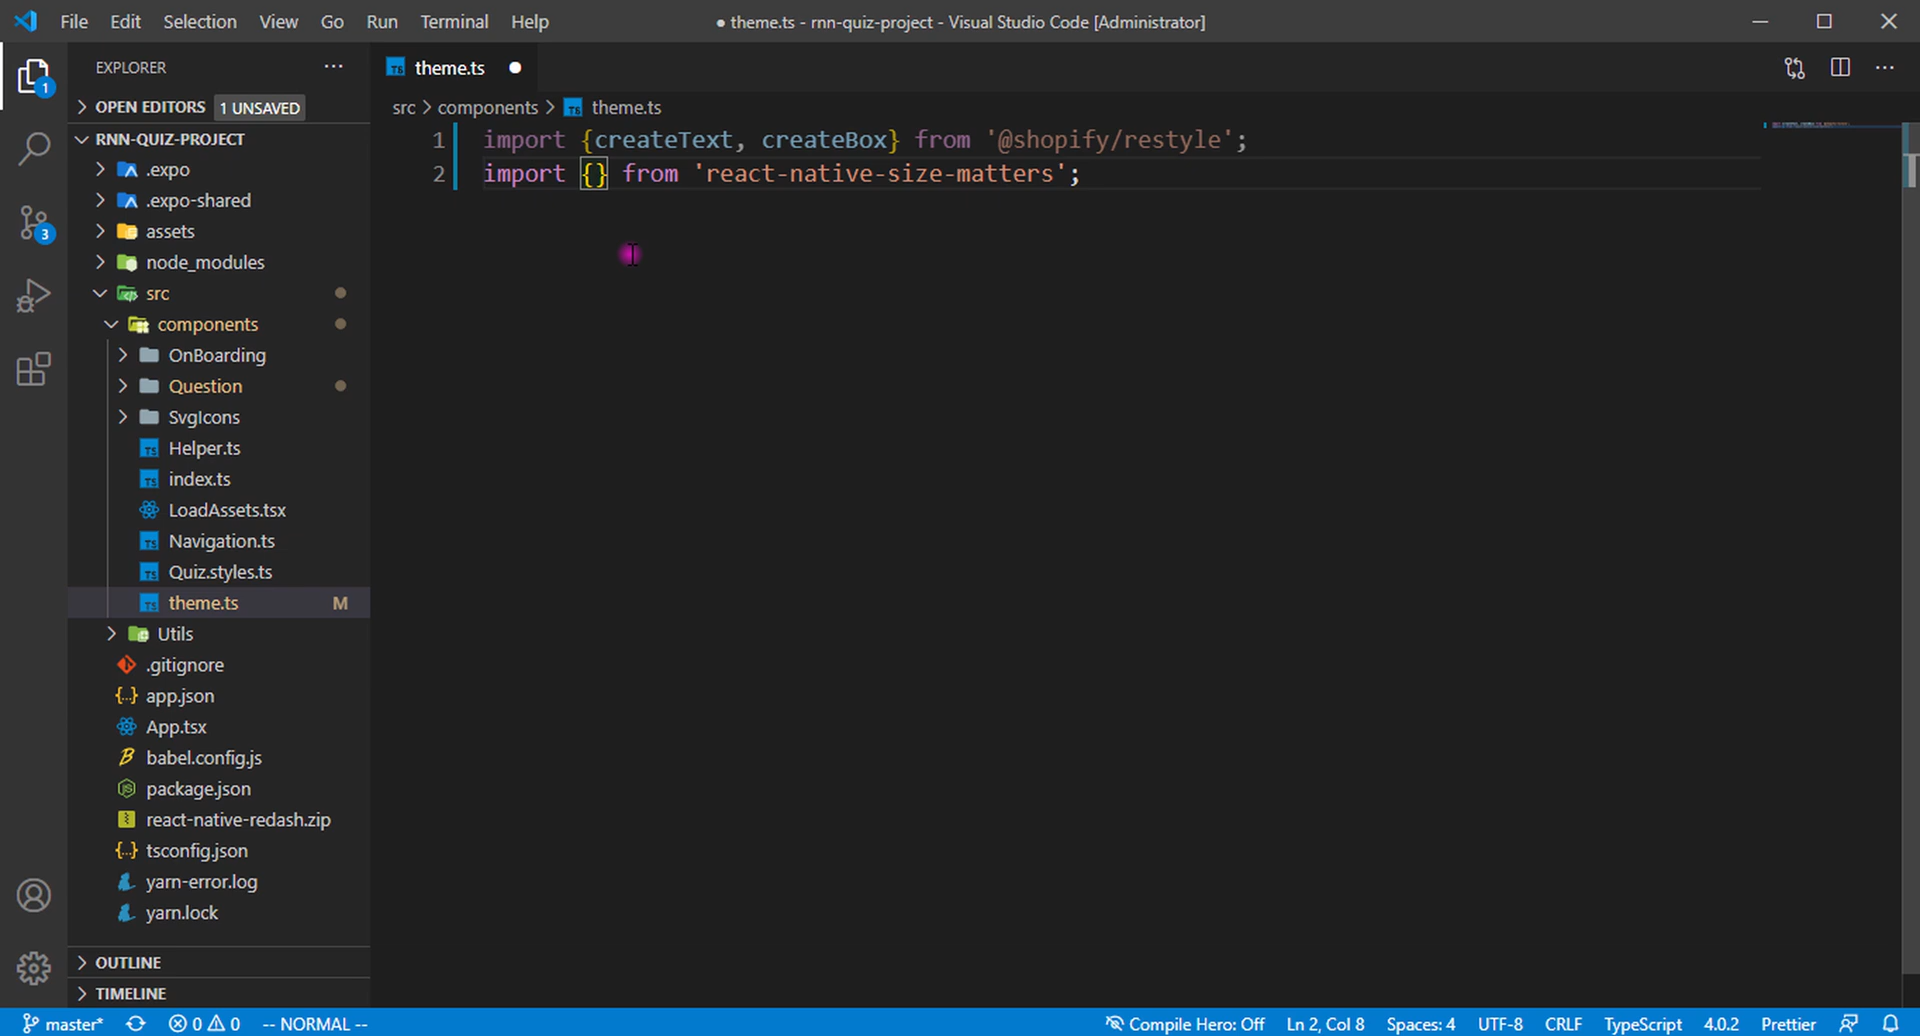 File Edit Selection View Go Run Terminal Help
● theme.ts - rnn-quiz-project - Visual Studio Code [Administrator]
EXPLORER ···
OPEN EDITORS 1 UNSAVED
RNN-QUIZ-PROJECT
.expo
.expo-shared
assets
node_modules
src
components
OnBoarding
Question
SvgIcons
Helper.ts
index.ts
LoadAssets.tsx
Navigation.ts
Quiz.styles.ts
theme.ts M
Utils
.gitignore
app.json
App.tsx
babel.config.js
package.json
react-native-redash.zip
tsconfig.json
yarn-error.log
yarn.lock
OUTLINE
TIMELINE
1
3
theme.ts ●
src > components > theme.ts
1 import {createText, createBox} from '@shopify/restyle';
2 import {} from 'react-native-size-matters';
master* 0 0 -- NORMAL -- Compile Hero: Off Ln 2, Col 8 Spaces: 4 UTF-8 CRLF TypeScript 4.0.2 Prettier